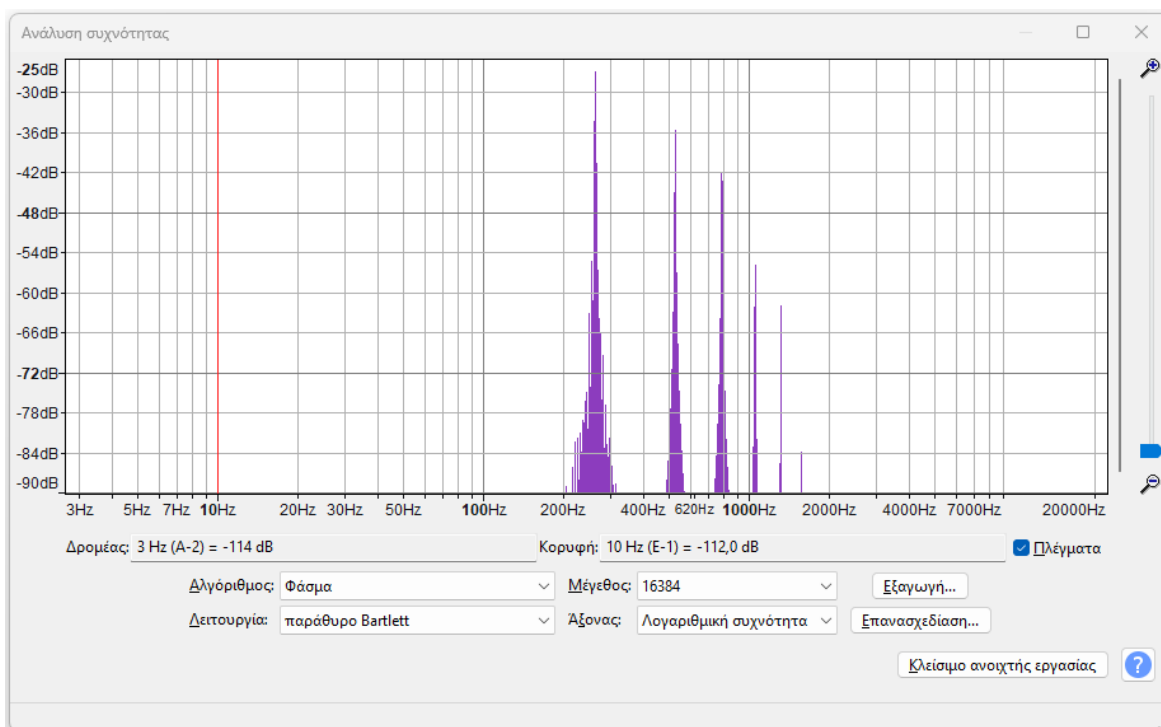 Ανάλυση συχνότητας
-25dB
-30dB
-36dB
-42dB
-48dB
-54dB
-60dB
-66dB
-72dB
-78dB
-84dB
-90dB
3Hz 5Hz 7Hz 10Hz 20Hz 30Hz 50Hz 100Hz 200Hz 400Hz 620Hz 1000Hz 2000Hz 4000Hz 7000Hz 20000Hz
Δρομέας: 3 Hz (A-2) = -114 dB Κορυφή: 10 Hz (E-1) = -112,0 dB Πλέγματα
Αλγόριθμος: Φάσμα Μέγεθος: 16384 Εξαγωγή...
Λειτουργία: παράθυρο Bartlett Άξονας: Λογαριθμική συχνότητα Επανασχεδίαση...
Κλείσιμο ανοιχτής εργασίας ?